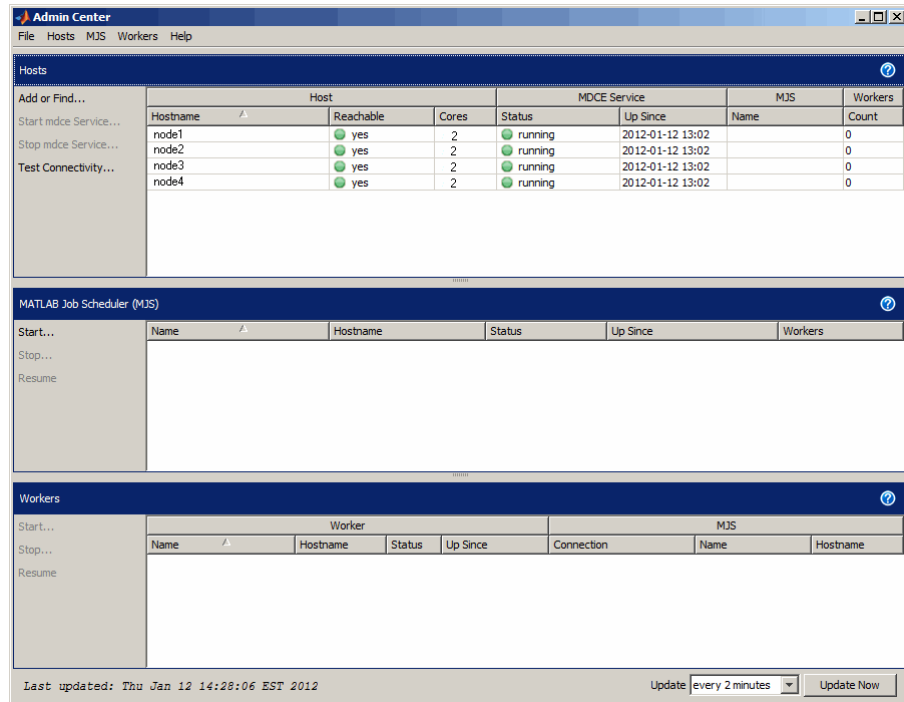 Admin Center
File Hosts MJS Workers Help
Hosts
Add or Find...
Start mdce Service...
Stop mdce Service...
Test Connectivity...
Host MDCE Service MJS Workers
Hostname Reachable Cores Status Up Since Name Count
node1 yes 2 running 2012-01-12 13:02 0
node2 yes 2 running 2012-01-12 13:02 0
node3 yes 2 running 2012-01-12 13:02 0
node4 yes 2 running 2012-01-12 13:02 0
MATLAB Job Scheduler (MJS)
Start...
Stop...
Resume
Name Hostname Status Up Since Workers
Workers
Start...
Stop...
Resume
Worker MJS
Name Hostname Status Up Since Connection Name Hostname
Last updated: Thu Jan 12 14:28:06 EST 2012 Update every 2 minutes Update Now